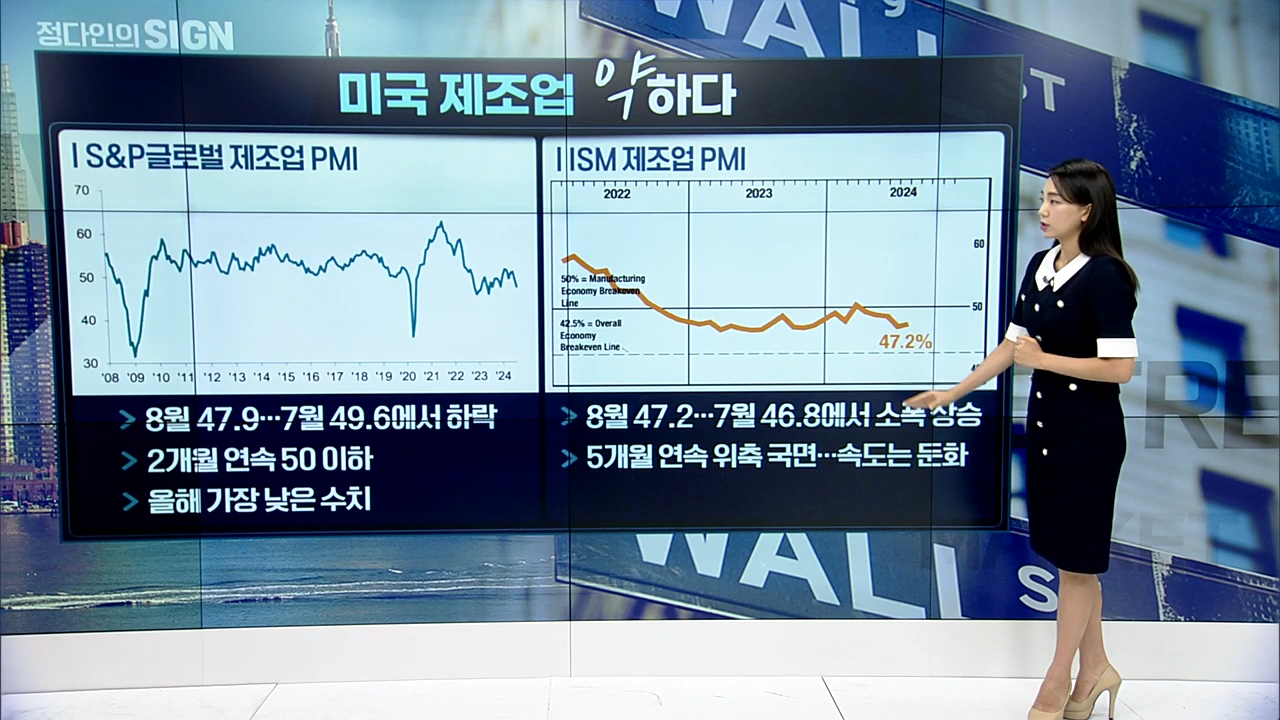 정다인의 SIGN
WALL
ST
미국 제조업 약하다
S&P글로벌 제조업 PMI
70
60
50
40
30
'08 '09 '10 '11 '12 '13 '14 '15 '16 '17 '18 '19 '20 '21 '22 '23 '24
8월 47.9…7월 49.6에서 하락
2개월 연속 50 이하
올해 가장 낮은 수치
ISM 제조업 PMI
2022 2023 2024
60
50% = Manufacturing
Economy Breakeven
Line
50
42.5% = Overall
Economy
Breakeven Line
47.2%
8월 47.2…7월 46.8에서 소폭 상승
5개월 연속 위축 국면…속도는 둔화
WALL
S